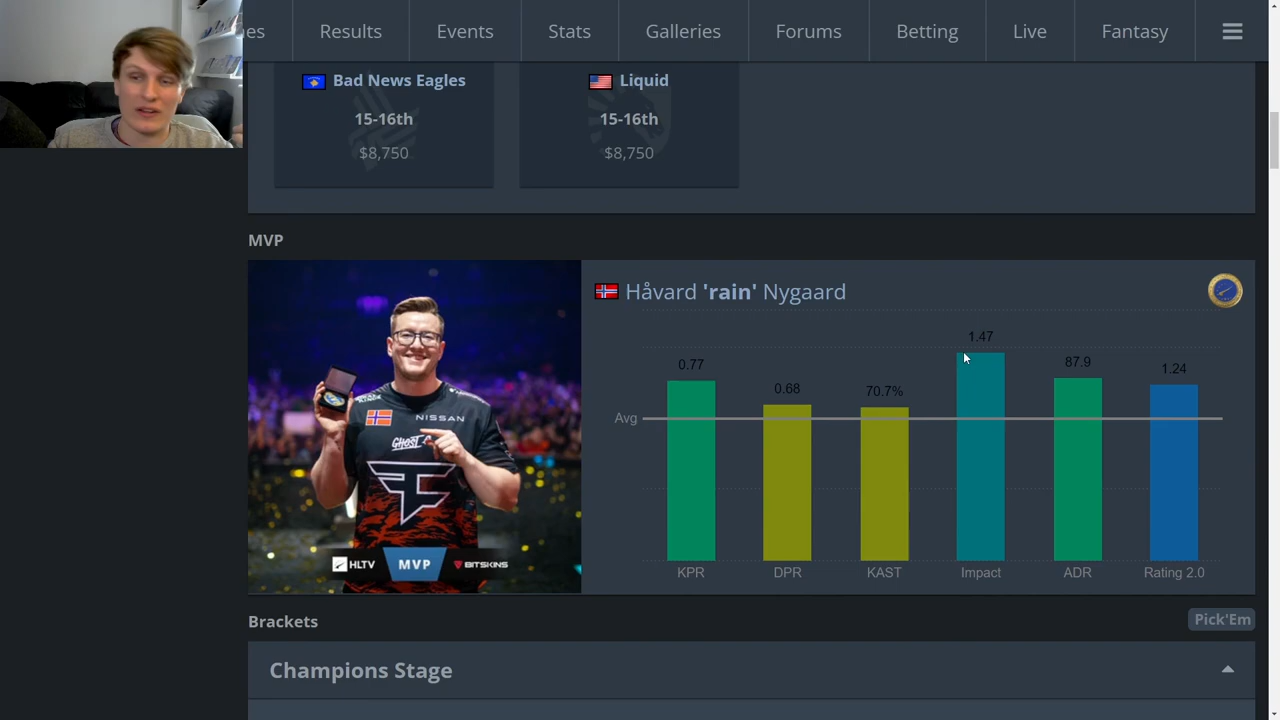 es Results Events Stats Galleries Forums Betting Live Fantasy
Bad News Eagles
15-16th
$8,750
Liquid
15-16th
$8,750
MVP
NISSAN
GHOST
HLTV MVP BITSKINS
Håvard 'rain' Nygaard
1.47
0.77
87.9
1.24
0.68
70.7%
Avg
KPR DPR KAST Impact ADR Rating 2.0
Brackets
Pick'Em
Champions Stage